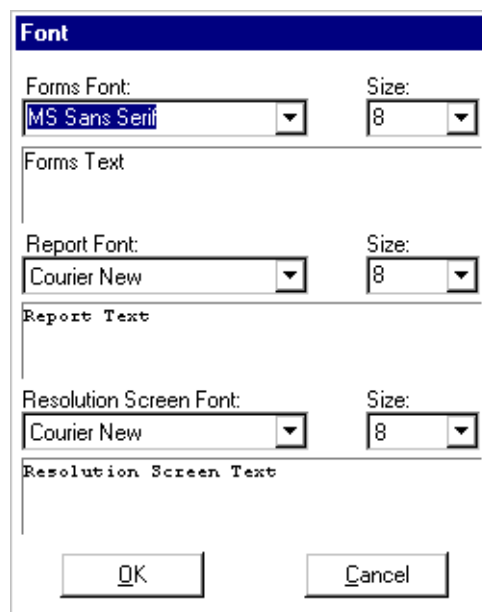 Font
Forms Font: Size:
MS Sans Serif 8
Forms Text
Report Font: Size:
Courier New 8
Report Text
Resolution Screen Font: Size:
Courier New 8
Resolution Screen Text
OK Cancel